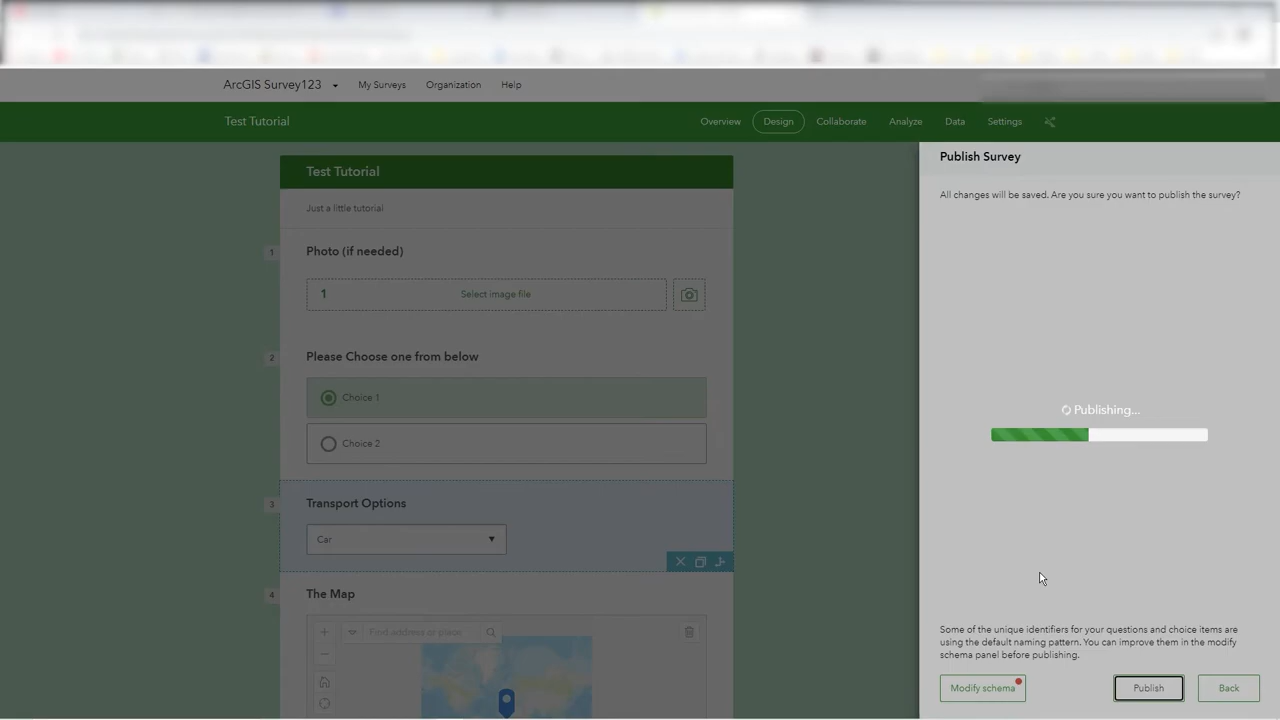 ArcGIS Survey123
My Surveys
Organization
Help
Test Tutorial
Overview
Design
Collaborate
Analyze
Data
Settings
Test Tutorial
Just a little tutorial
1
Photo (if needed)
1
Select image file
2
Please Choose one from below
Choice 1
Choice 2
3
Transport Options
Car
4
The Map
Find address or place
Publish Survey
All changes will be saved. Are you sure you want to publish the survey?
Publishing...
Some of the unique identifiers for your questions and choice items are
using the default naming pattern. You can improve them in the modify
schema panel before publishing.
Modify schema
Publish
Back